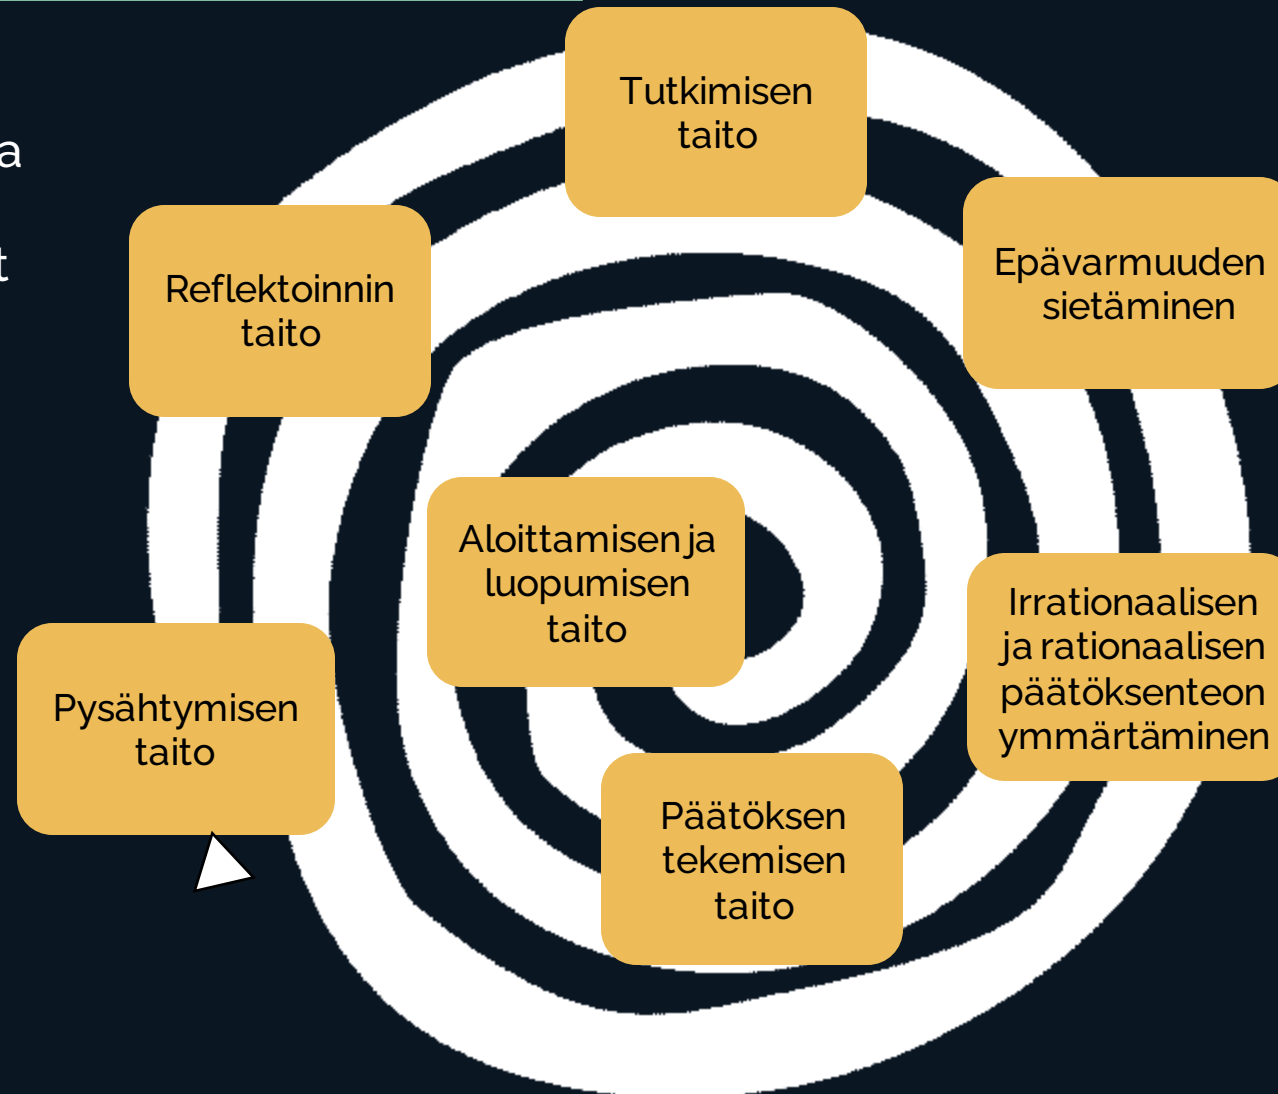 a
t
Tutkimisen
taito
Reflektoinnin
taito
Epävarmuuden
sietäminen
Aloittamisen ja
luopumisen
taito
Irrationaalisen
ja rationaalisen
päätöksenteon
ymmärtäminen
Pysähtymisen
taito
Päätöksen
tekemisen
taito